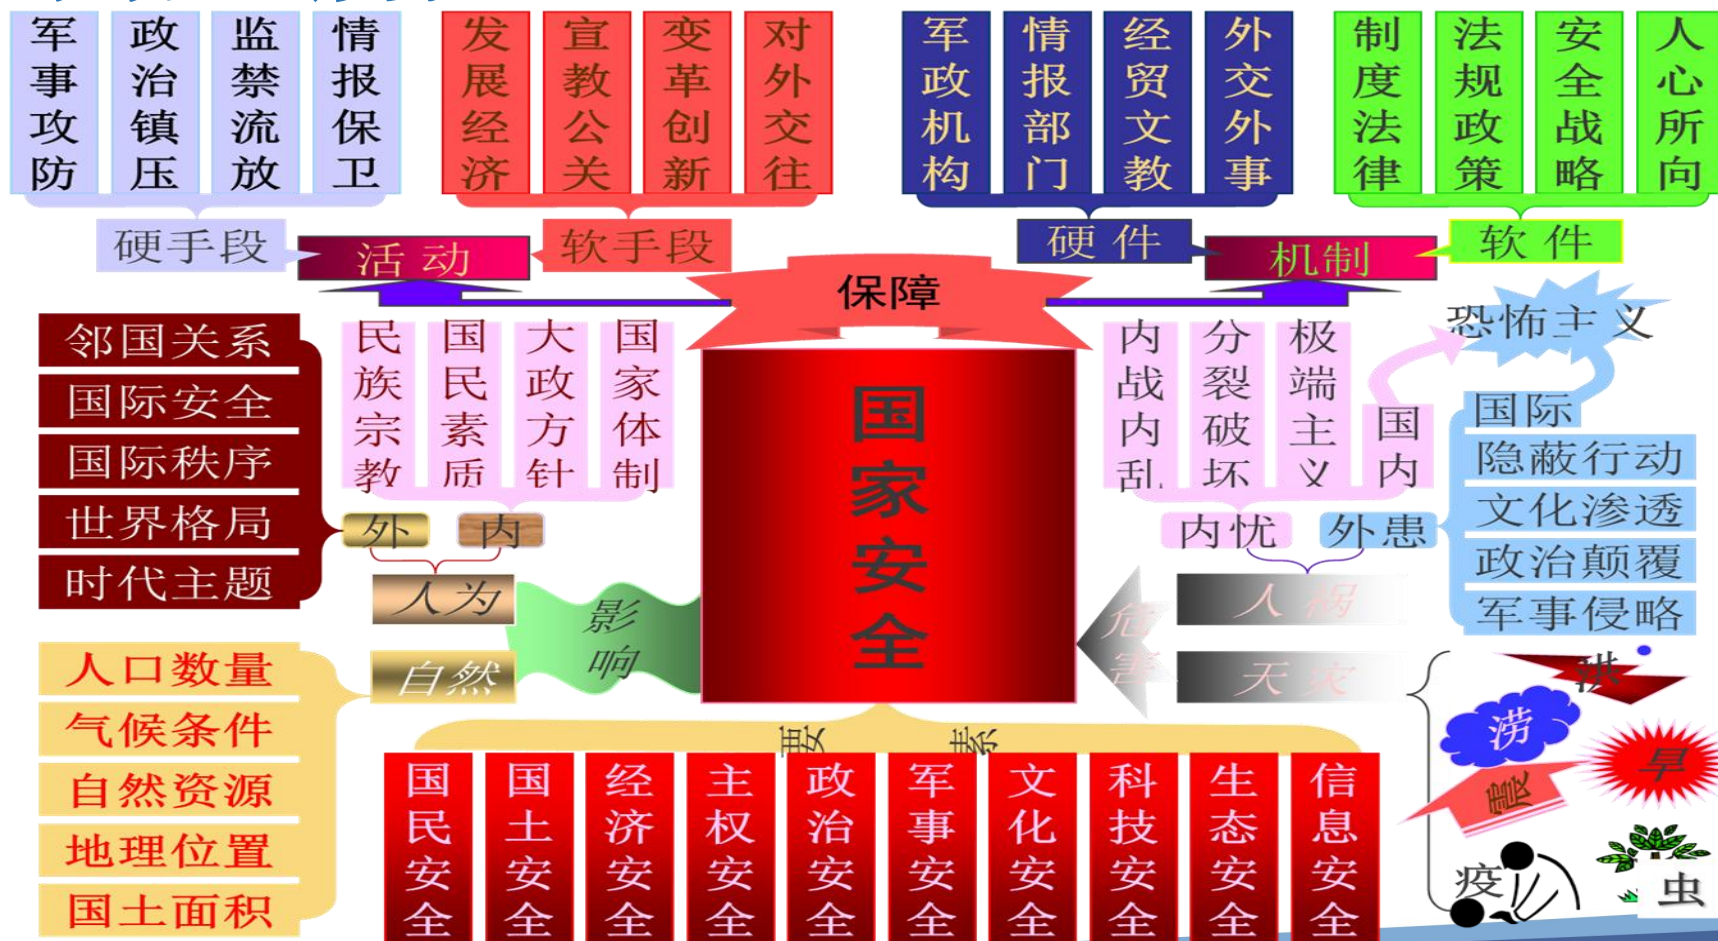 军事攻防
政治镇压
监禁流放
情报保卫
发展经济
宣教公关
变革创新
对外交往
军政机构
情报部门
经贸文教
外交外事
制度法律
法规政策
安全战略
人心所向
硬手段
活动
软手段
硬件
机制
软件
保障
国家安全
邻国关系
国际安全
国际秩序
世界格局
时代主题
民族宗教
国民素质
大政方针
国家体制
外
内
人为
自然
影响
人口数量
气候条件
自然资源
地理位置
国土面积
内战内乱
分裂破坏
极端主义
国内
恐怖主义
国际
隐蔽行动
文化渗透
政治颠覆
军事侵略
内忧
外患
人祸
天灾
危害
洪
涝
旱
震
疫
虫
要素
国民安全
国土安全
经济安全
主权安全
政治安全
军事安全
文化安全
科技安全
生态安全
信息安全